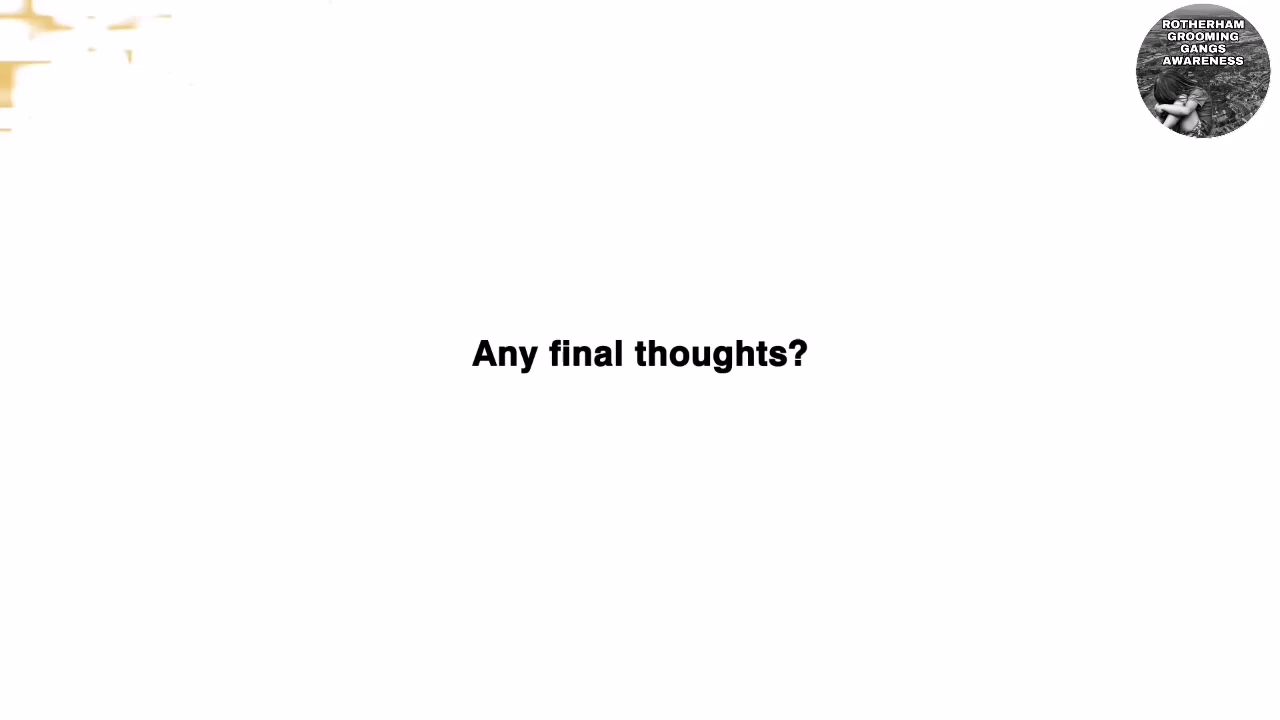 ROTHERHAM
GROOMING
GANGS
AWARENESS
Any final thoughts?